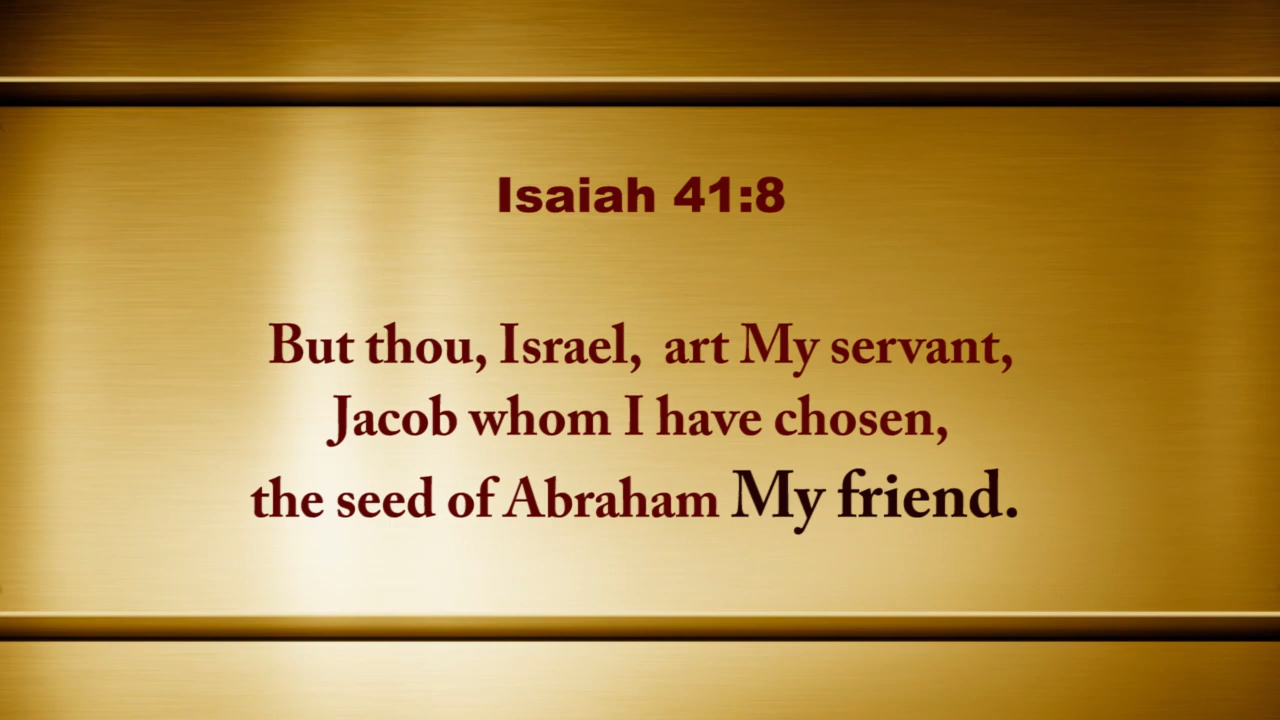 Isaiah 41:8
But thou, Israel, art My servant,
Jacob whom I have chosen,
the seed of Abraham My friend.